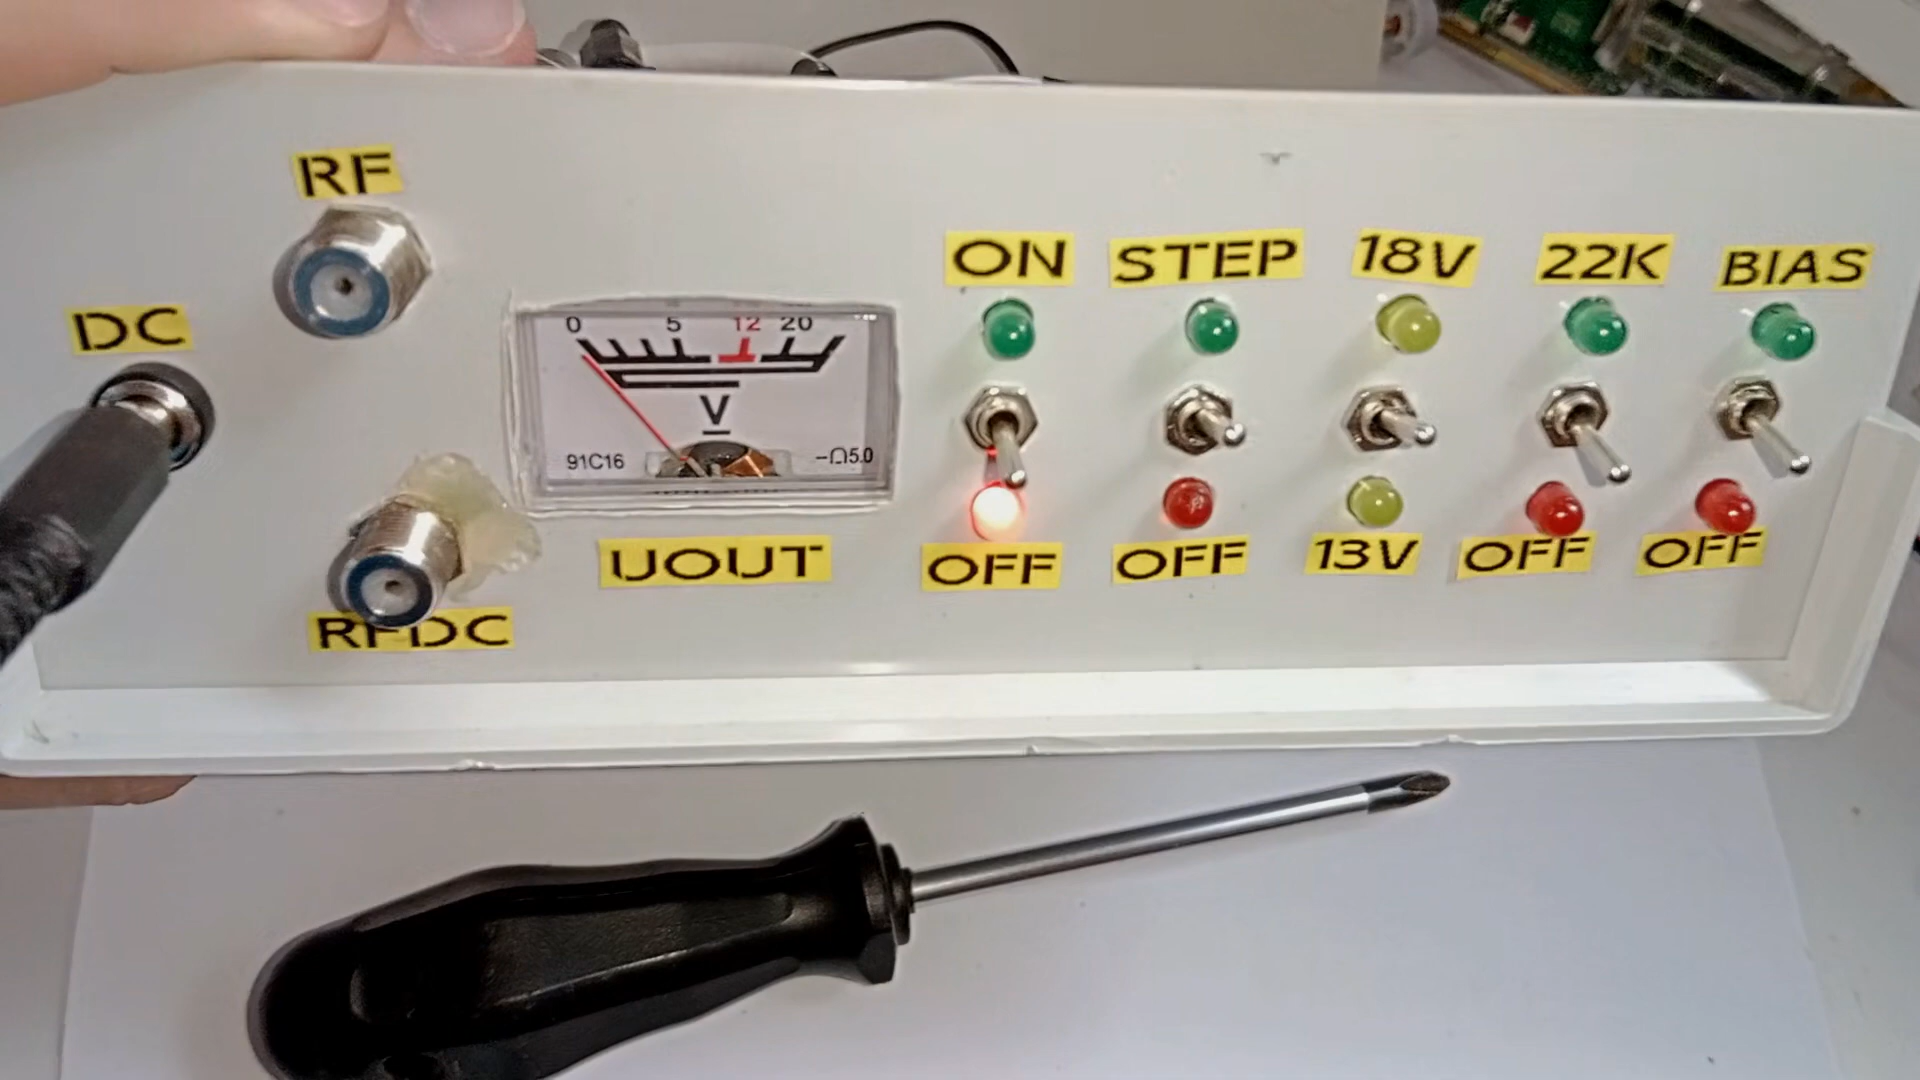 RF
DC
RFDC
0 5 12 20
V
91C16
5.0
UOUT
ON STEP 18V 22K BIAS
OFF OFF 13V OFF OFF